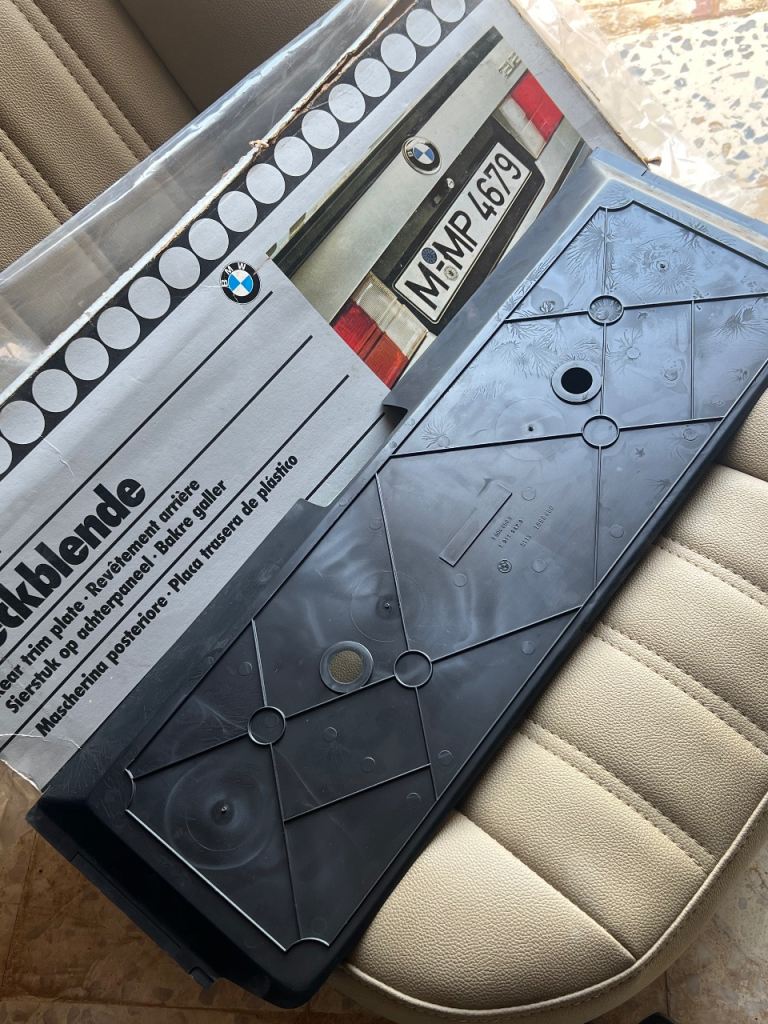 BMW
M-MP 4679
ckblende
ear trim plate · Revêtement arrière
Sierstuk op achterpaneel · Bakre galler
Mascherina posteriore · Placa trasera de plástico